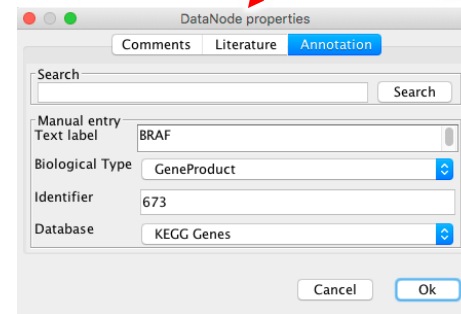 DataNode properties
Comments Literature Annotation
Search
Search
Manual entry
Text label BRAF
Biological Type GeneProduct
Identifier 673
Database KEGG Genes
Cancel Ok